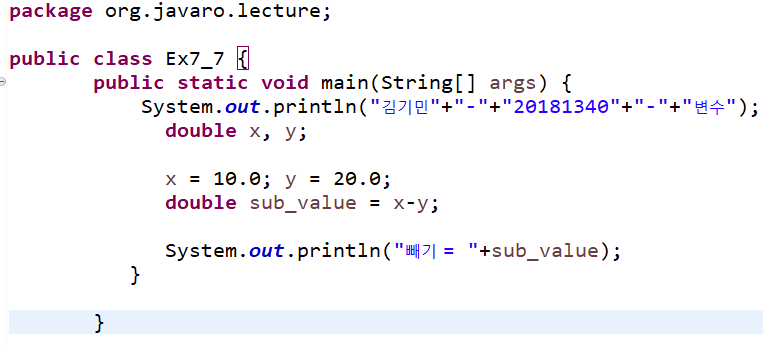 package org.javaro.lecture;
public class Ex7_7 {
public static void main(String[] args) {
System.out.println("김기민"+"-"+"20181340"+"-"+"변수");
double x, y;
x = 10.0; y = 20.0;
double sub_value = x-y;
System.out.println("빼기 = "+sub_value);
}
}